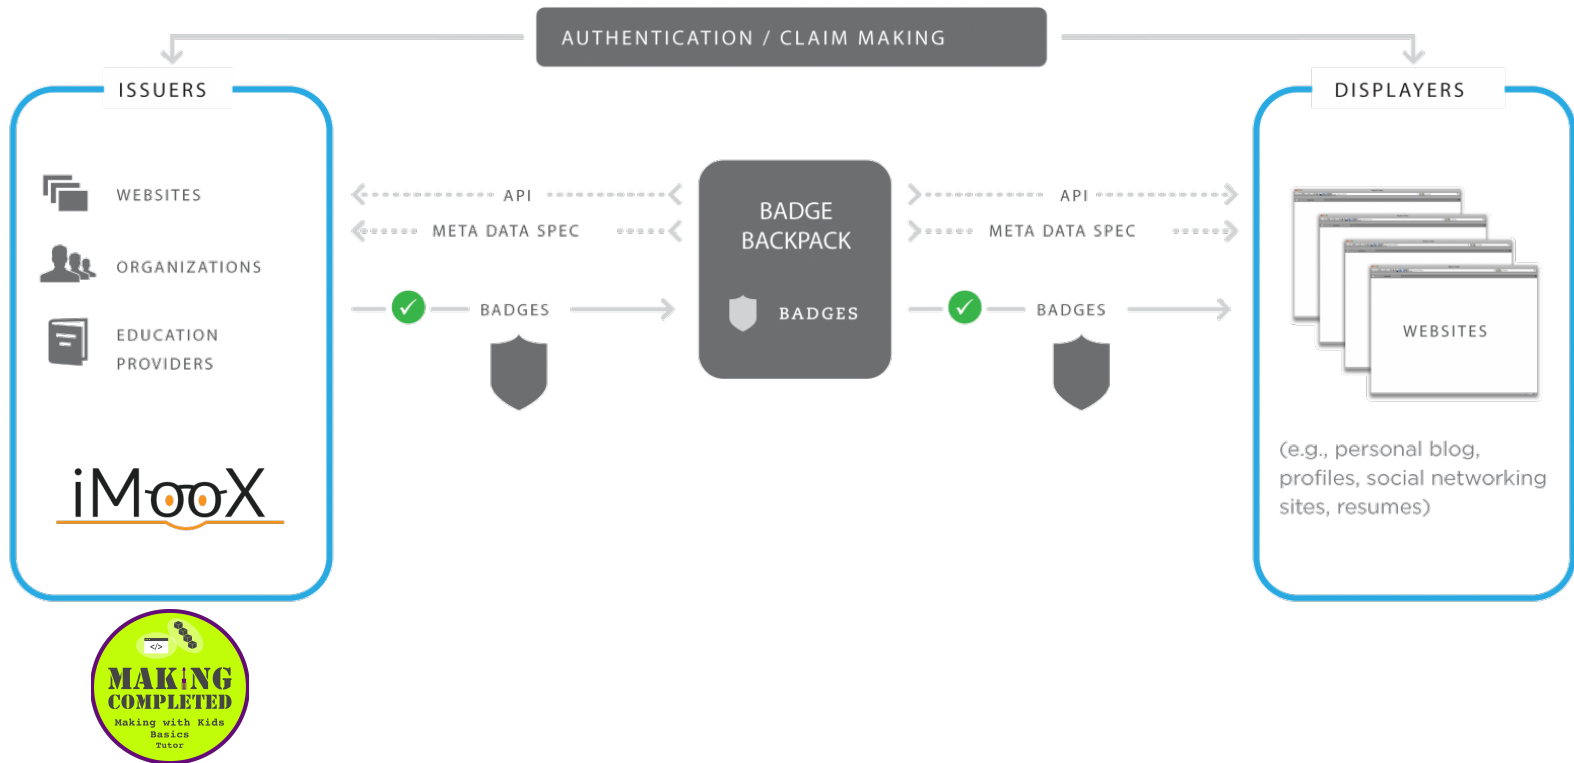 AUTHENTICATION / CLAIM MAKING
ISSUERS
WEBSITES
ORGANIZATIONS
EDUCATION
PROVIDERS
iMooX
MAKING
COMPLETED
Making with Kids
Basics
Tutor
API
META DATA SPEC
BADGES
BADGE
BACKPACK
BADGES
API
META DATA SPEC
BADGES
DISPLAYERS
WEBSITES
(e.g., personal blog,
profiles, social networking
sites, resumes)